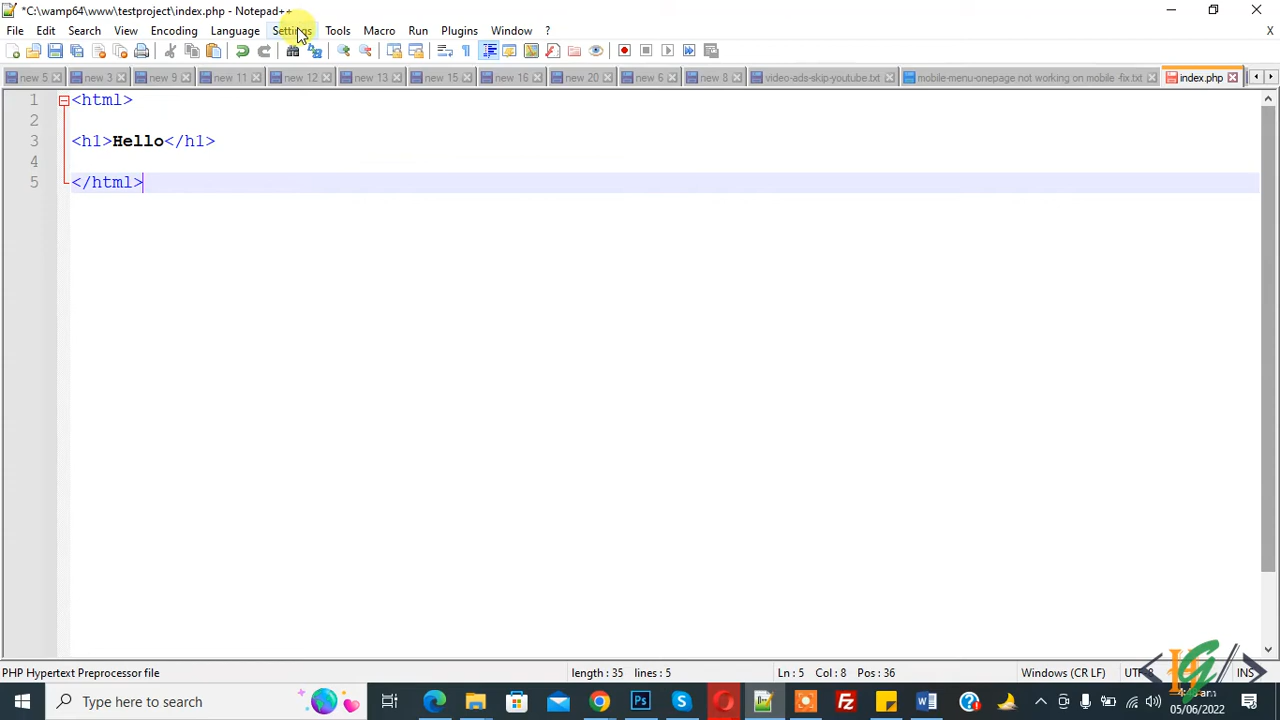 *C:\wamp64\www\testproject\index.php - Notepad++
File Edit Search View Encoding Language Settings Tools Macro Run Plugins Window ? X
new 5 new 3 new 9 new 11 new 12 new 13 new 15 new 16 new 20 new 6 new 8 video-ads-skip-youtube.txt mobile-menu-onepage not working on mobile -fix.txt index.php
1 <html>
2
3 <h1>Hello</h1>
4
5 </html>
PHP Hypertext Preprocessor file length : 35 lines : 5 Ln : 5 Col : 8 Pos : 36 Windows (CR LF) INS
Type here to search
05/06/2022